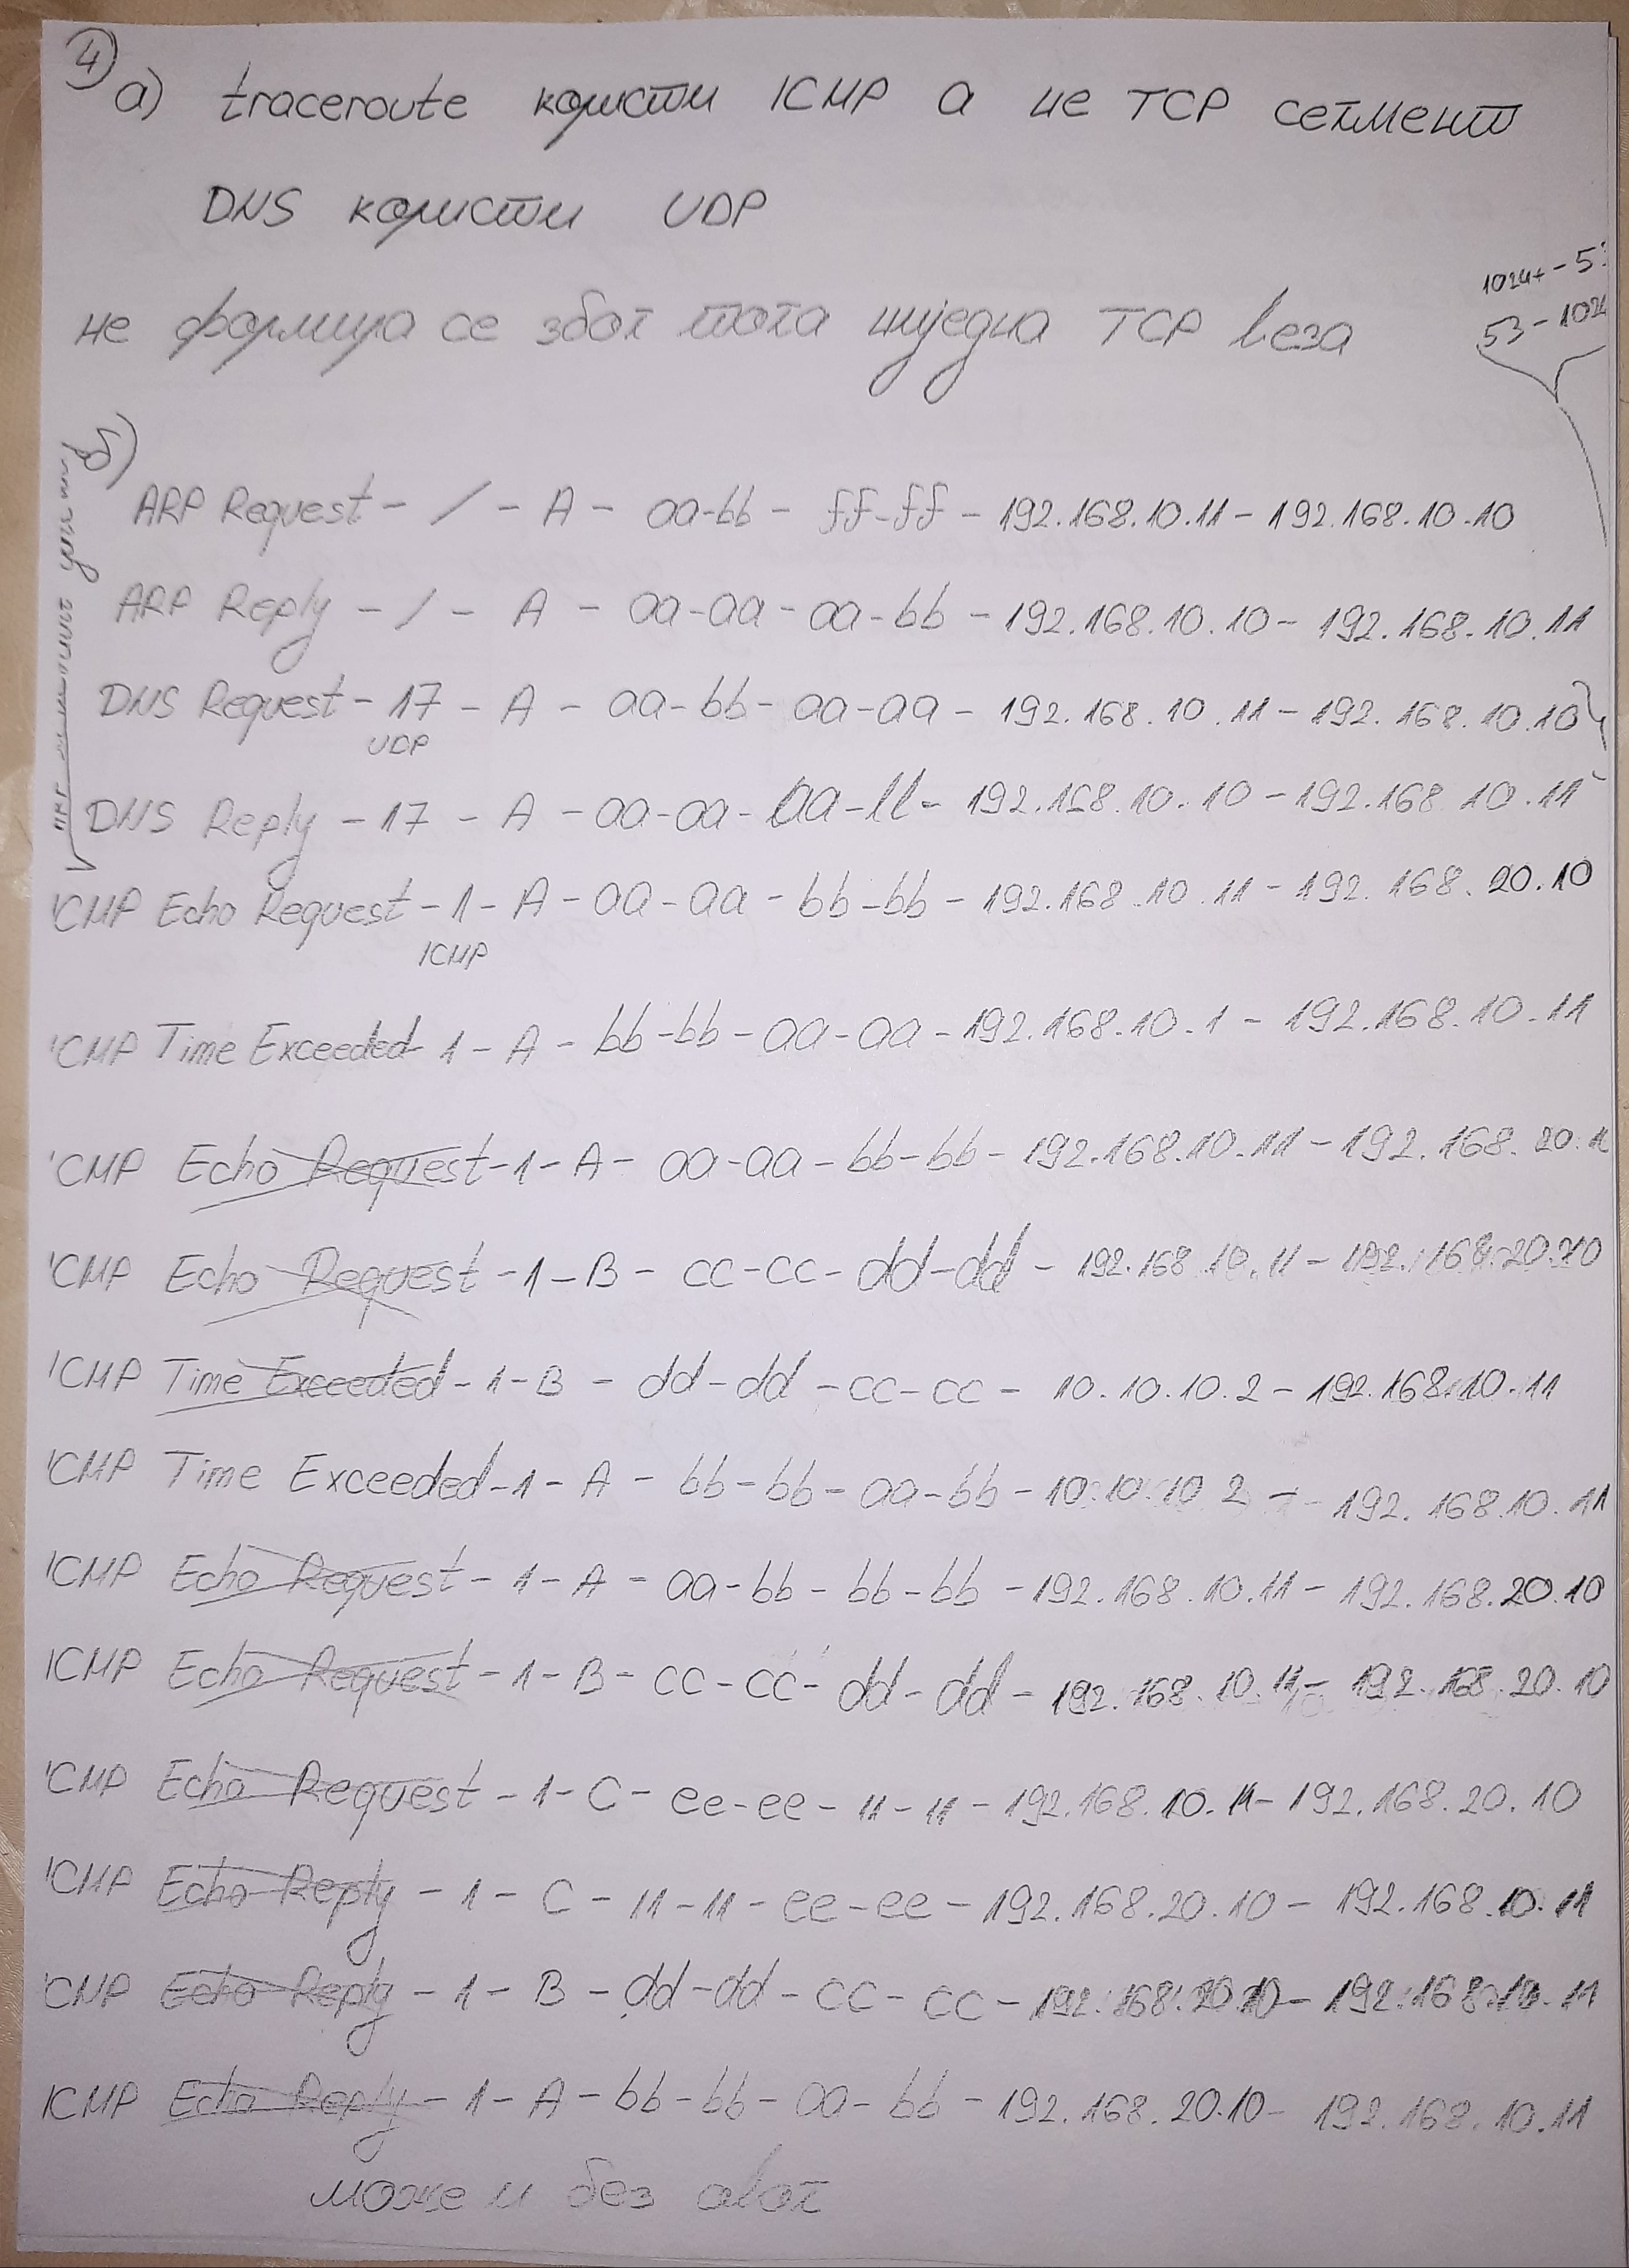 4) а) traceroute користи ICMP а не TCP сегмент
DNS користи UDP
1024+ - 53
53 - 1024
не формира се због тога ниједна TCP веза
б)
ARP Request - / - A - aa-bb - ff-ff - 192.168.10.11 - 192.168.10.10
ARP Reply - / - A - aa-aa - aa-bb - 192.168.10.10 - 192.168.10.11
DNS Request - 17 - A - aa-bb - aa-aa - 192.168.10.11 - 192.168.10.10
UDP
DNS Reply - 17 - A - aa-aa - aa-ll - 192.168.10.10 - 192.168.10.11
ICMP Echo Request - 1 - A - aa-aa - bb-bb - 192.168.10.11 - 192.168.20.10
ICMP
ICMP Time Exceeded - 1 - A - bb-bb - aa-aa - 192.168.10.1 - 192.168.10.11
ICMP Echo Request - 1 - A - aa-aa - bb-bb - 192.168.10.11 - 192.168.20.1
ICMP Echo Request - 1 - B - cc-cc - dd-dd - 192.168.10.11 - 192.168.20.10
ICMP Time Exceeded - 1 - B - dd-dd - cc-cc - 10.10.10.2 - 192.168.10.11
ICMP Time Exceeded - 1 - A - bb-bb - aa-bb - 10.10.10.2 - 192.168.10.11
ICMP Echo Request - 1 - A - aa-bb - bb-bb - 192.168.10.11 - 192.168.20.10
ICMP Echo Request - 1 - B - cc-cc - dd-dd - 192.168.10.11 - 192.168.20.10
ICMP Echo Request - 1 - C - ee-ee - 11-11 - 192.168.10.11 - 192.168.20.10
ICMP Echo Reply - 1 - C - 11-11 - ee-ee - 192.168.20.10 - 192.168.10.11
ICMP Echo Reply - 1 - B - dd-dd - cc-cc - 192.168.20.10 - 192.168.10.11
ICMP Echo Reply - 1 - A - bb-bb - aa-bb - 192.168.20.10 - 192.168.10.11
може и без овог